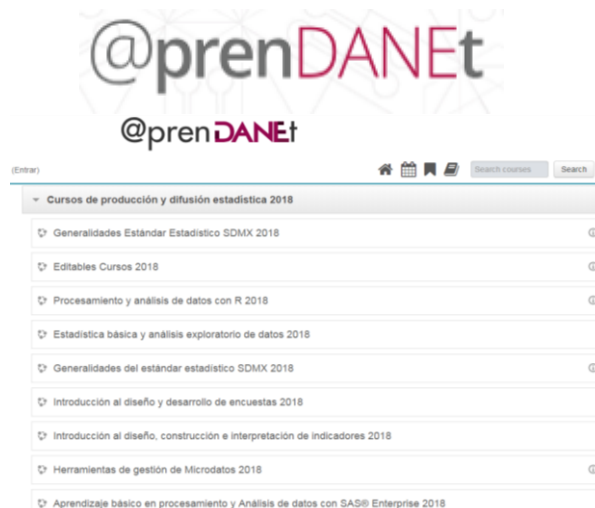 @prenDANEt
@prenDANEt
(Entrar)
Search courses
Search
Cursos de producción y difusión estadística 2018
Generalidades Estándar Estadístico SDMX 2018
Editables Cursos 2018
Procesamiento y análisis de datos con R 2018
Estadística básica y análisis exploratorio de datos 2018
Generalidades del estándar estadístico SDMX 2018
Introducción al diseño y desarrollo de encuestas 2018
Introducción al diseño, construcción e interpretación de indicadores 2018
Herramientas de gestión de Microdatos 2018
Aprendizaje básico en procesamiento y Análisis de datos con SAS® Enterprise 2018